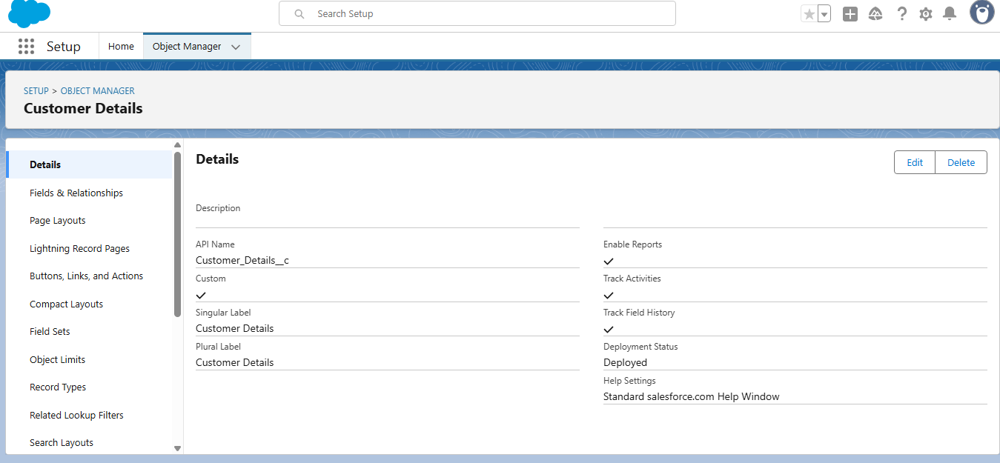 Search Setup
Setup
Home
Object Manager
SETUP > OBJECT MANAGER
Customer Details
Details
Fields & Relationships
Page Layouts
Lightning Record Pages
Buttons, Links, and Actions
Compact Layouts
Field Sets
Object Limits
Record Types
Related Lookup Filters
Search Layouts
Details
Edit
Delete
Description
API Name
Customer_Details__c
Custom
Singular Label
Customer Details
Plural Label
Customer Details
Enable Reports
Track Activities
Track Field History
Deployment Status
Deployed
Help Settings
Standard salesforce.com Help Window